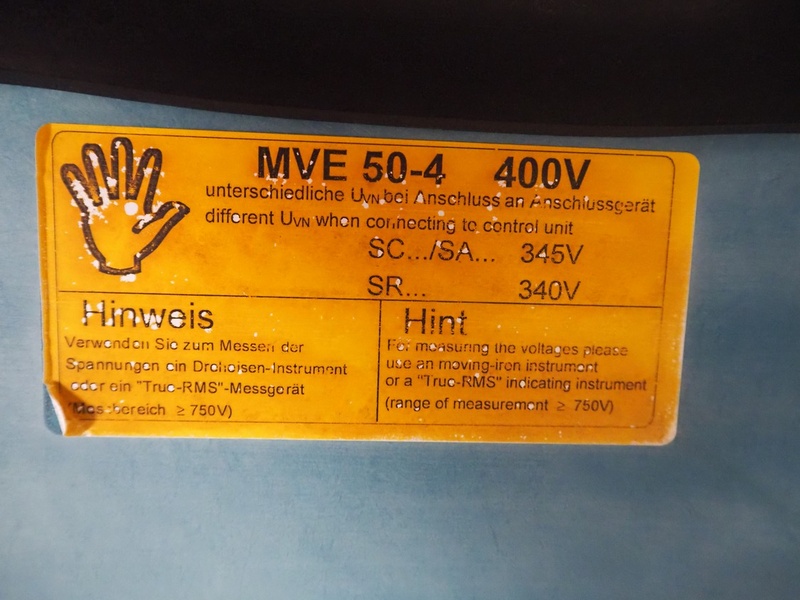 MVE 50-4 400V
unterschiedliche UVN bei Anschluss an Anschlussgerät
different UVN when connecting to control unit
SC.../SA... 345V
SR... 340V
Hinweis
Verwenden Sie zum Messen der
Spannungen ein Dreheisen-Instrument
oder ein "True-RMS"-Messgerät
(Messbereich ≥ 750V)
Hint
For measuring the voltages please
use an moving-iron instrument
or a "True-RMS" indicating instrument
(range of measurement ≥ 750V)